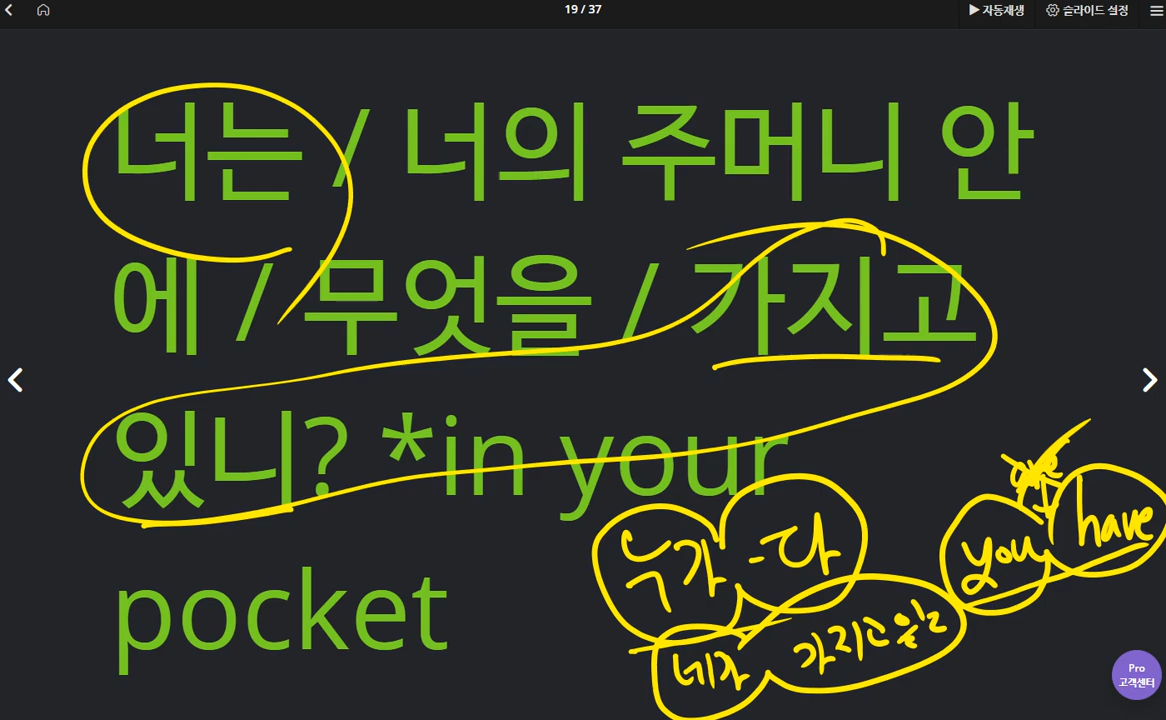 19 / 37
자동재생
슬라이드 설정
너는 / 너의 주머니 안
에 / 무엇을 / 가지고
있니? *in your
pocket
누가 = 다
you have
네가 가지고 있
Pro
고객센터